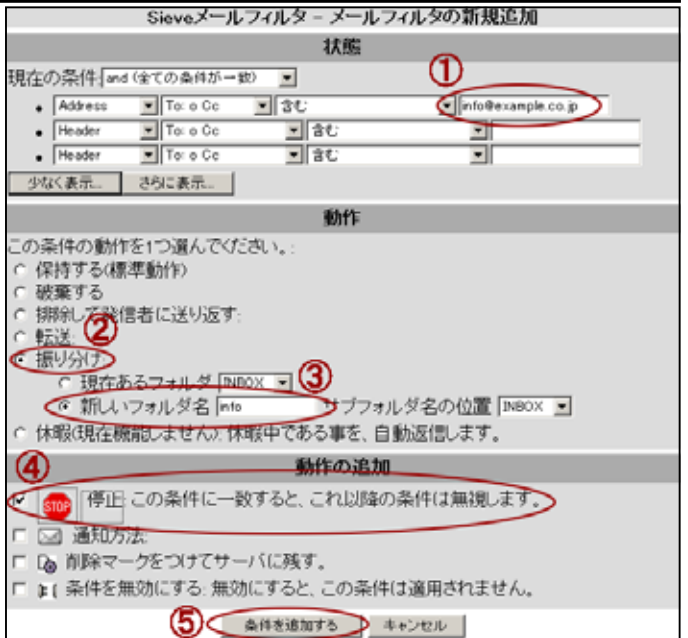 Sieveメールフィルタ - メールフィルタの新規追加
状態
①
現在の条件: and (全ての条件が一致)
• Address To: o Cc 含む info@example.co.jp
• Header To: o Cc 含む
• Header To: o Cc 含む
少なく表示... さらに表示...
動作
この条件の動作を1つ選んでください。:
保持する(標準動作)
破棄する
排除して発信者に送り返す:
転送: ②
振り分け:
現在あるフォルダ INBOX ③
新しいフォルダ名 info サブフォルダ名の位置 INBOX
休暇(現在機能しません): 休暇中である事を、自動返信します。
④ 動作の追加
STOP 停止: この条件に一致すると、これ以降の条件は無視します。
通知方法:
削除マークをつけてサーバに残す。
条件を無効にする: 無効にすると、この条件は適用されません。
⑤ 条件を追加する キャンセル